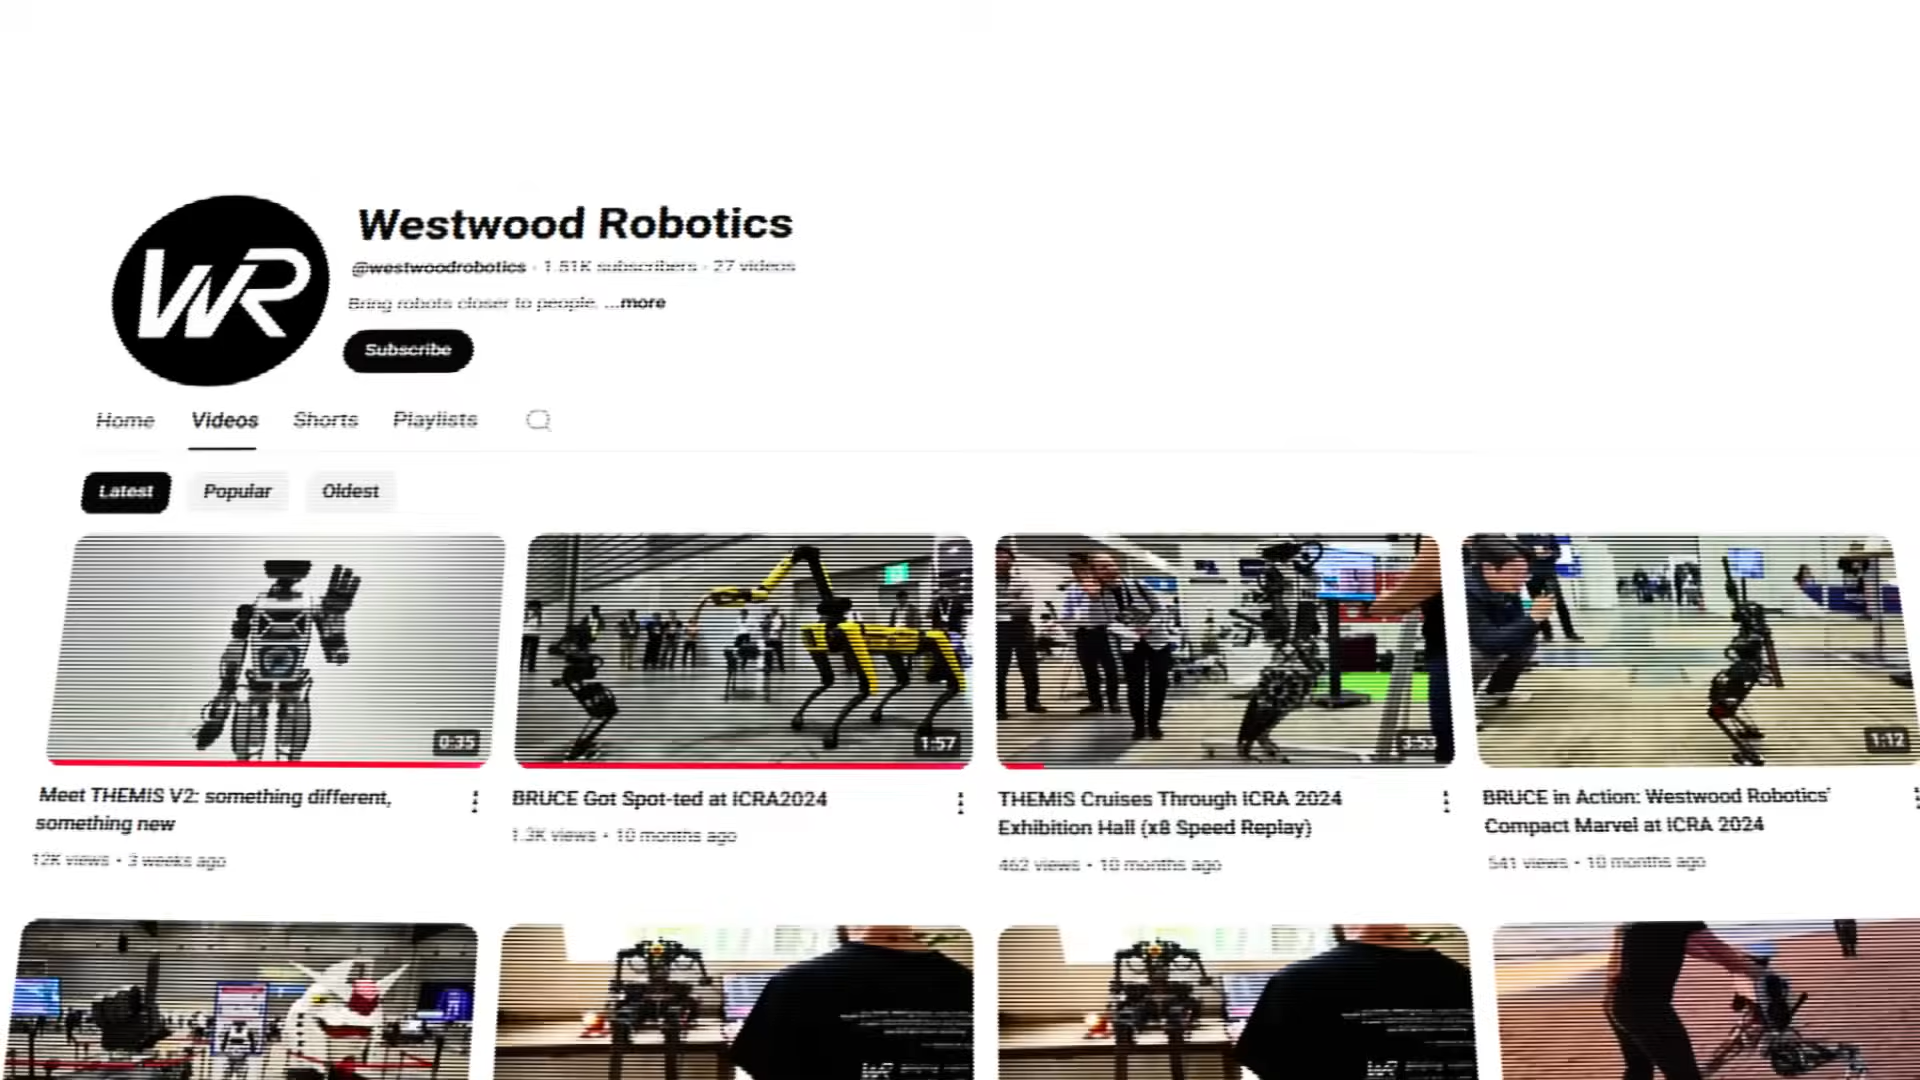 WR
Westwood Robotics
@westwoodrobotics · 1.51K subscribers · 27 videos
Bring robots closer to people. ...more
Subscribe
Home Videos Shorts Playlists
Latest Popular Oldest
0:35
1:57
3:53
1:12
Meet THEMIS V2: something different,
something new
12K views • 3 weeks ago
BRUCE Got Spot-ted at ICRA2024
1.3K views • 10 months ago
THEMIS Cruises Through ICRA 2024
Exhibition Hall (x8 Speed Replay)
462 views • 10 months ago
BRUCE in Action: Westwood Robotics'
Compact Marvel at ICRA 2024
541 views • 10 months ago
WR
WR